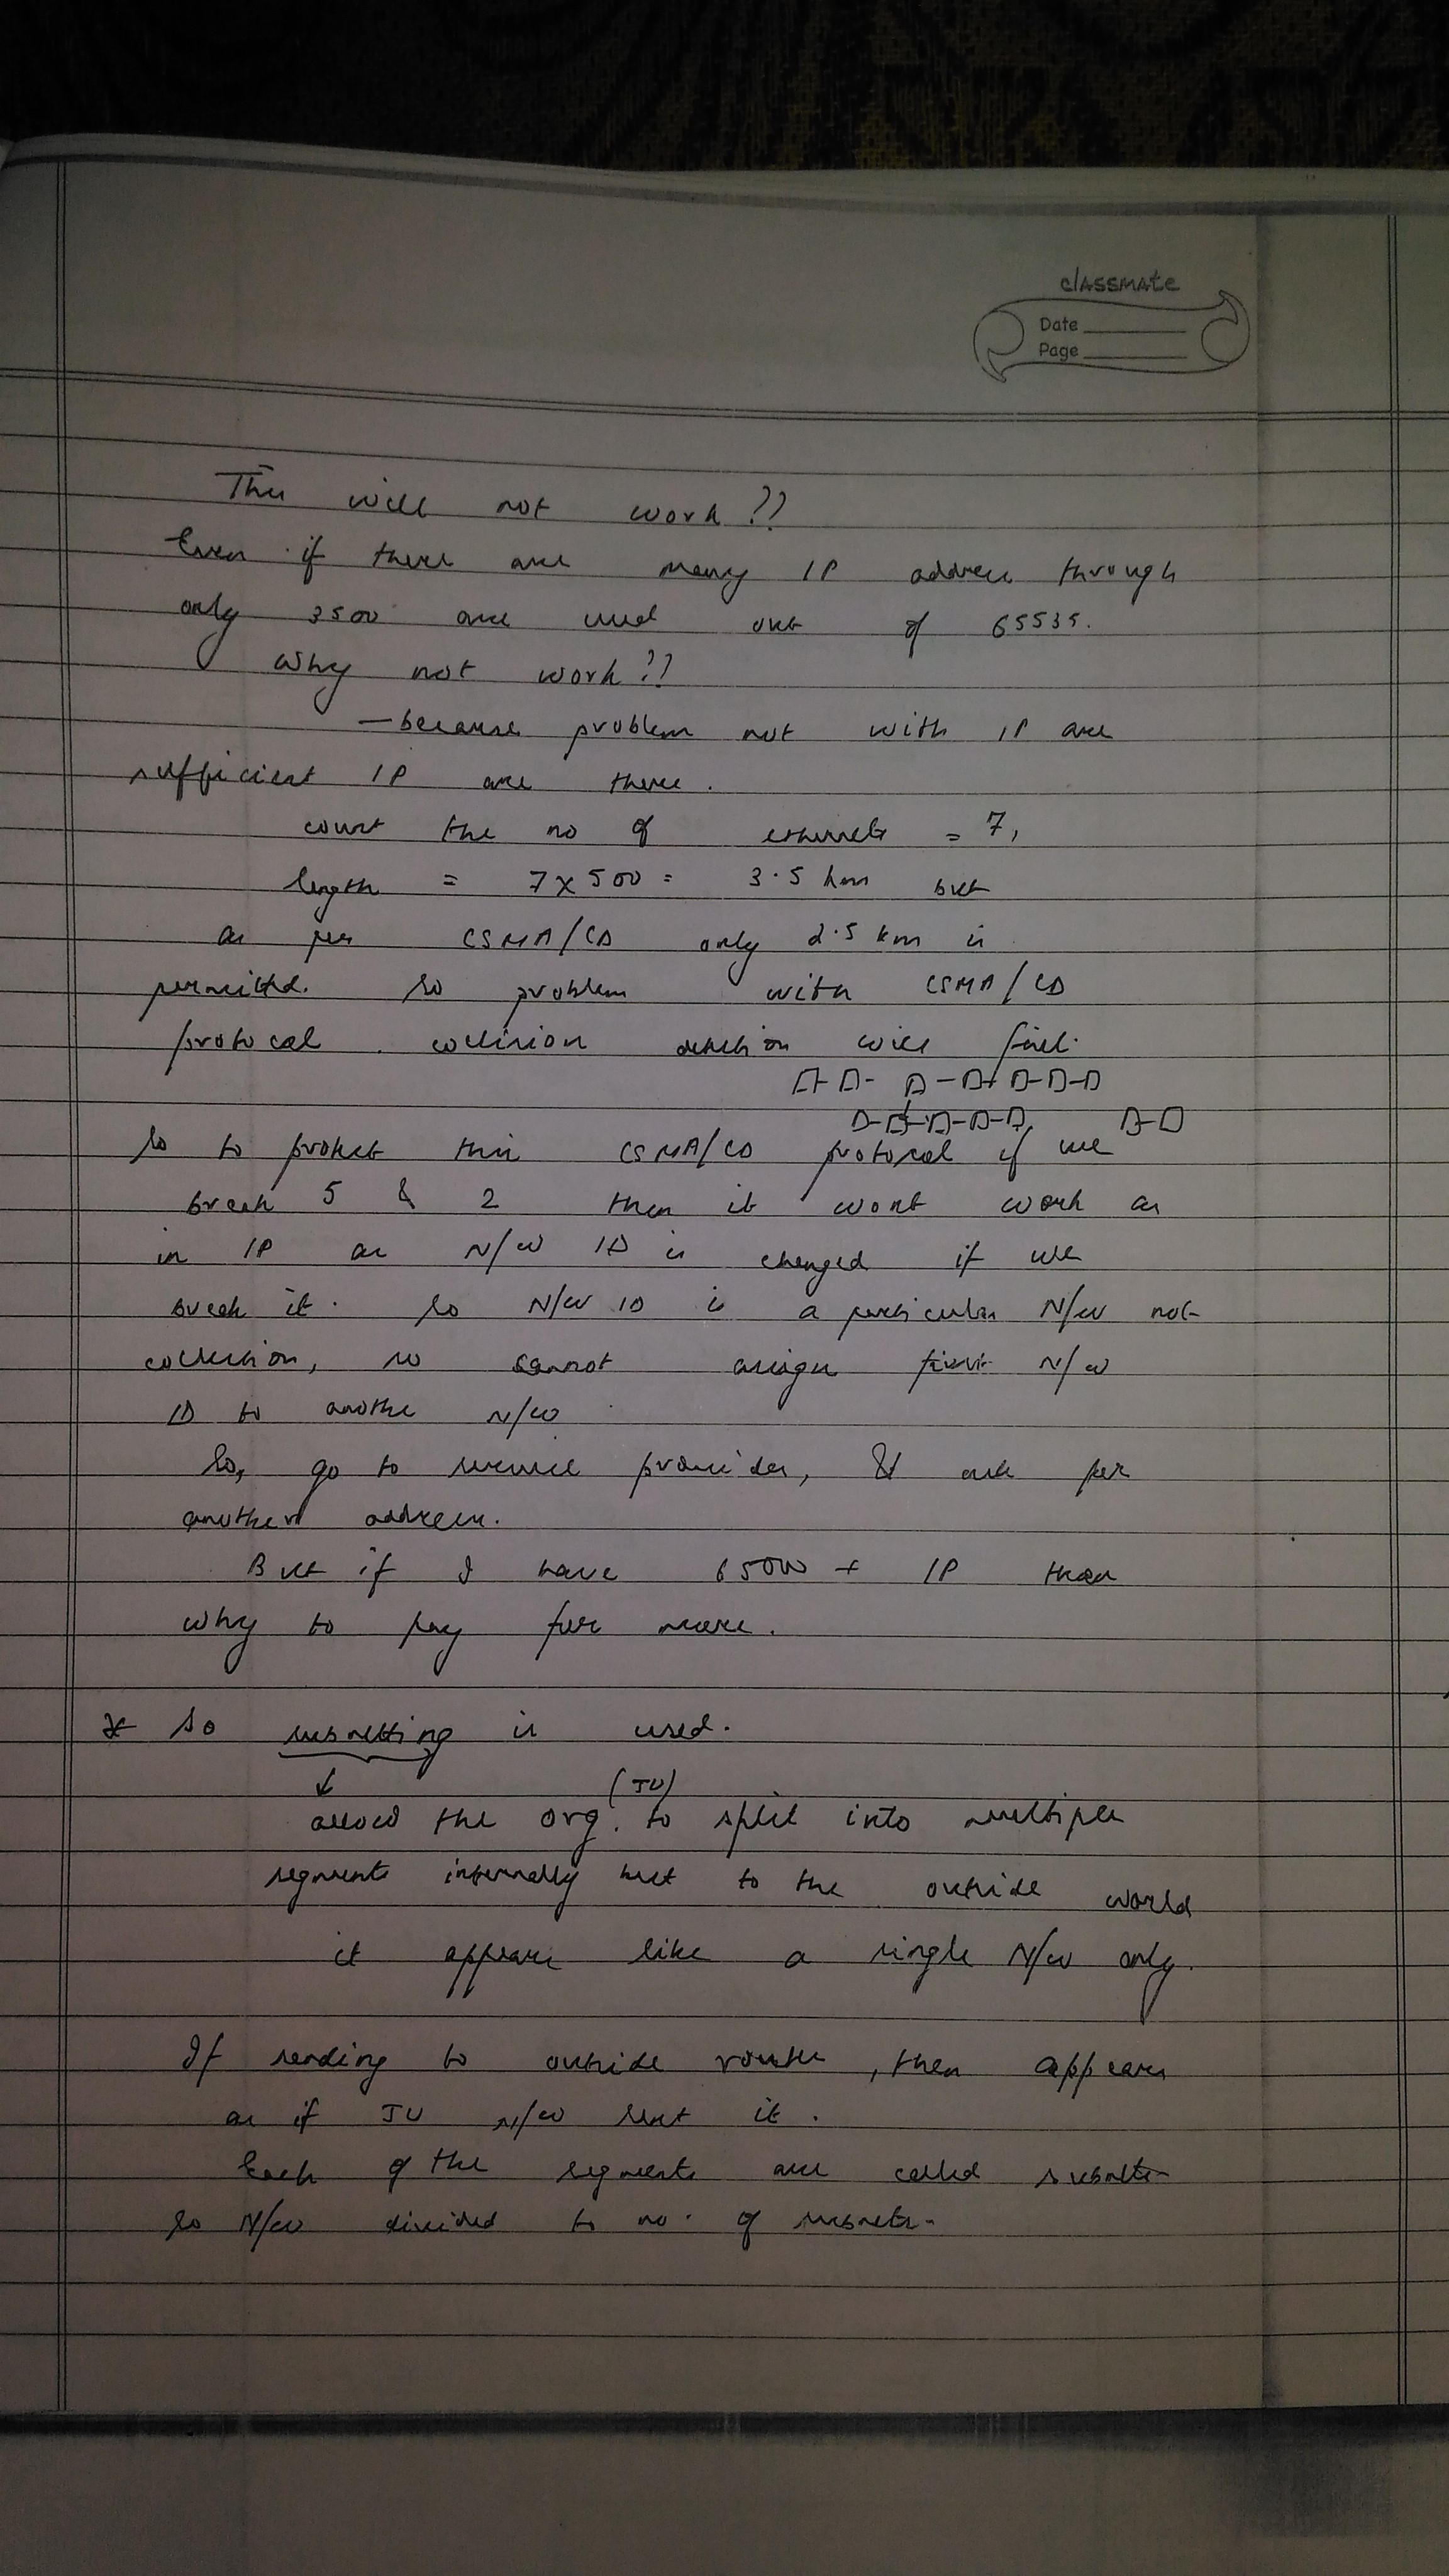 classmate
Date
Page
This will not work ??
Even if there are many IP address through
only 3500 are used out of 65535.
Why not work ??
— because problem not with IP are
sufficient IP are there.
count the no of ethernets = 7,
length = 7 x 500 = 3.5 km but
as per CSMA/CD only 2.5 km is
permitted. so problem with CSMA/CD
protocal. collision detection will fail.
So to protect this CSMA/CD protocal if we
break 5 & 2 then it wont work as
in IP as N/W ID is changed if we
break it. So N/W ID is a particular N/W not
collection, so cannot assign first N/W
ID to another N/W
So, go to service provider, & ask for
another address.
But if I have 65000 + IP then
why to pay for more.
* So subnetting is used.
(JU)
allows the org. to split into multiple
segments internally but to the outside world
it appears like a single N/W only.
If sending to outside router, then appears
as if JU N/W sent it.
Each of the segments are called subnets
So N/W divided to no. of subnets.